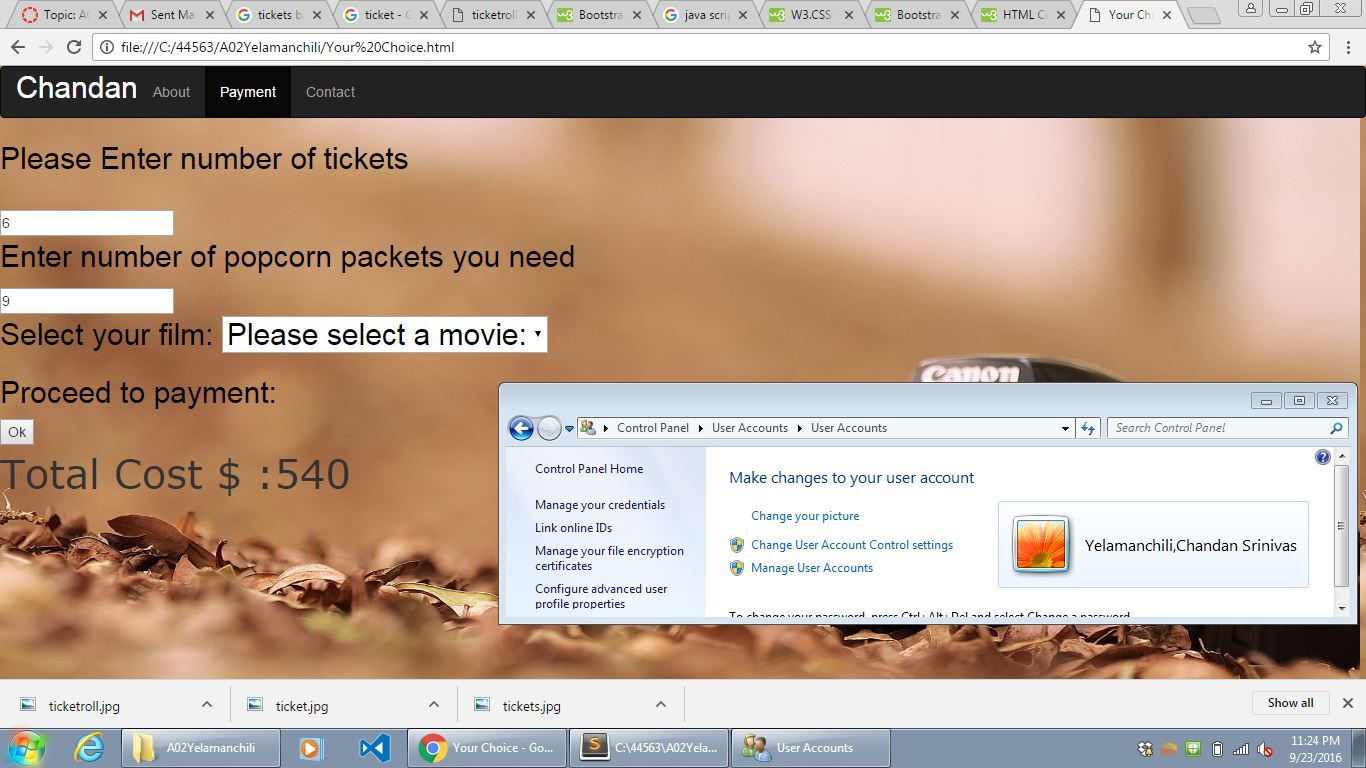 Topic: A
Sent Ma
tickets b
ticket - G
ticketroll
Bootstra
java scrip
W3.CSS
Bootstra
HTML C
Your Ch
file:///C:/44563/A02Yelamanchili/Your%20Choice.html
Chandan About Payment Contact
Please Enter number of tickets
6
Enter number of popcorn packets you need
9
Select your film: Please select a movie:
Canon
Proceed to payment:
Ok
Total Cost $ :540
Control Panel User Accounts User Accounts
Search Control Panel
Control Panel Home
Manage your credentials
Link online IDs
Manage your file encryption
certificates
Configure advanced user
profile properties
Make changes to your user account
Change your picture
Change User Account Control settings
Manage User Accounts
Yelamanchili,Chandan Srinivas
To change your password, press Ctrl+Alt+Del and select Change a password.
ticketroll.jpg
ticket.jpg
tickets.jpg
Show all
A02Yelamanchili
Your Choice - Go...
C:\44563\A02Yela...
User Accounts
11:24 PM
9/23/2016